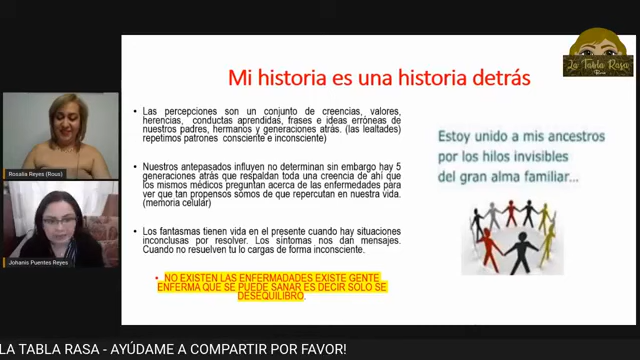 La Tabla Rasa
Mi historia es una historia detrás
• Las percepciones son un conjunto de creencias, valores,
herencias, conductas aprendidas, frases e ideas erróneas de
nuestros padres, hermanos y generaciones atrás. (las lealtades)
repetimos patrones consciente e inconsciente)
• Nuestros antepasados influyen no determinan sin embargo hay 5
generaciones atrás que respaldan toda una creencia de ahí que
los mismos médicos preguntan acerca de las enfermedades para
ver que tan propensos somos de que repercutan en nuestra vida.
(memoria celular)
• Los fantasmas tienen vida en el presente cuando hay situaciones
inconclusas por resolver. Los síntomas nos dan mensajes.
Cuando no resuelven tu lo cargas de forma inconsciente.
• NO EXISTEN LAS ENFERMADADES EXISTE GENTE
ENFERMA QUE SE PUEDE SANAR ES DECIR SOLO SE
DESEQUILIBRO.
Estoy unido a mis ancestros
por los hilos invisibles
del gran alma familiar...
Rosalia Reyes (Rous)
Johanis Puentes Reyes
LA TABLA RASA - AYÚDAME A COMPARTIR POR FAVOR!